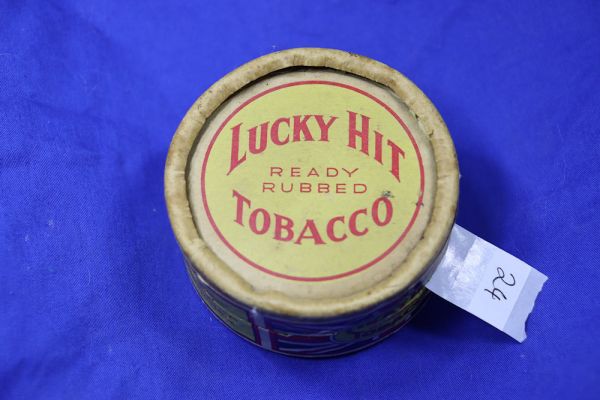 LUCKY HIT
READY
RUBBED
TOBACCO
24